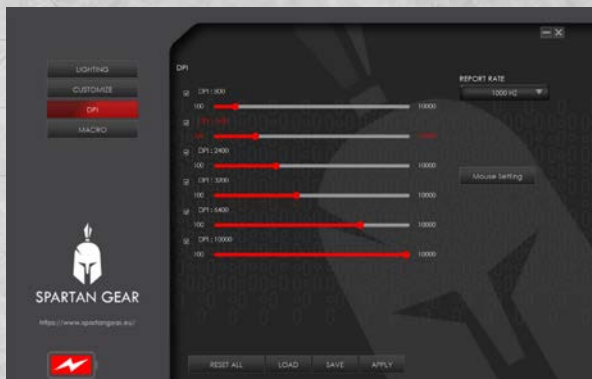 LIGHTING
CUSTOMIZE
DPI
MACRO
SPARTAN GEAR
https://www.spartangear.eu/
DPI
DPI : 800
100 10000
DPI : 2400
100 10000
DPI : 3200
100 10000
DPI : 6400
100 10000
DPI : 10000
100 10000
REPORT RATE
1000 HZ
Mouse Setting
RESET ALL LOAD SAVE APPLY